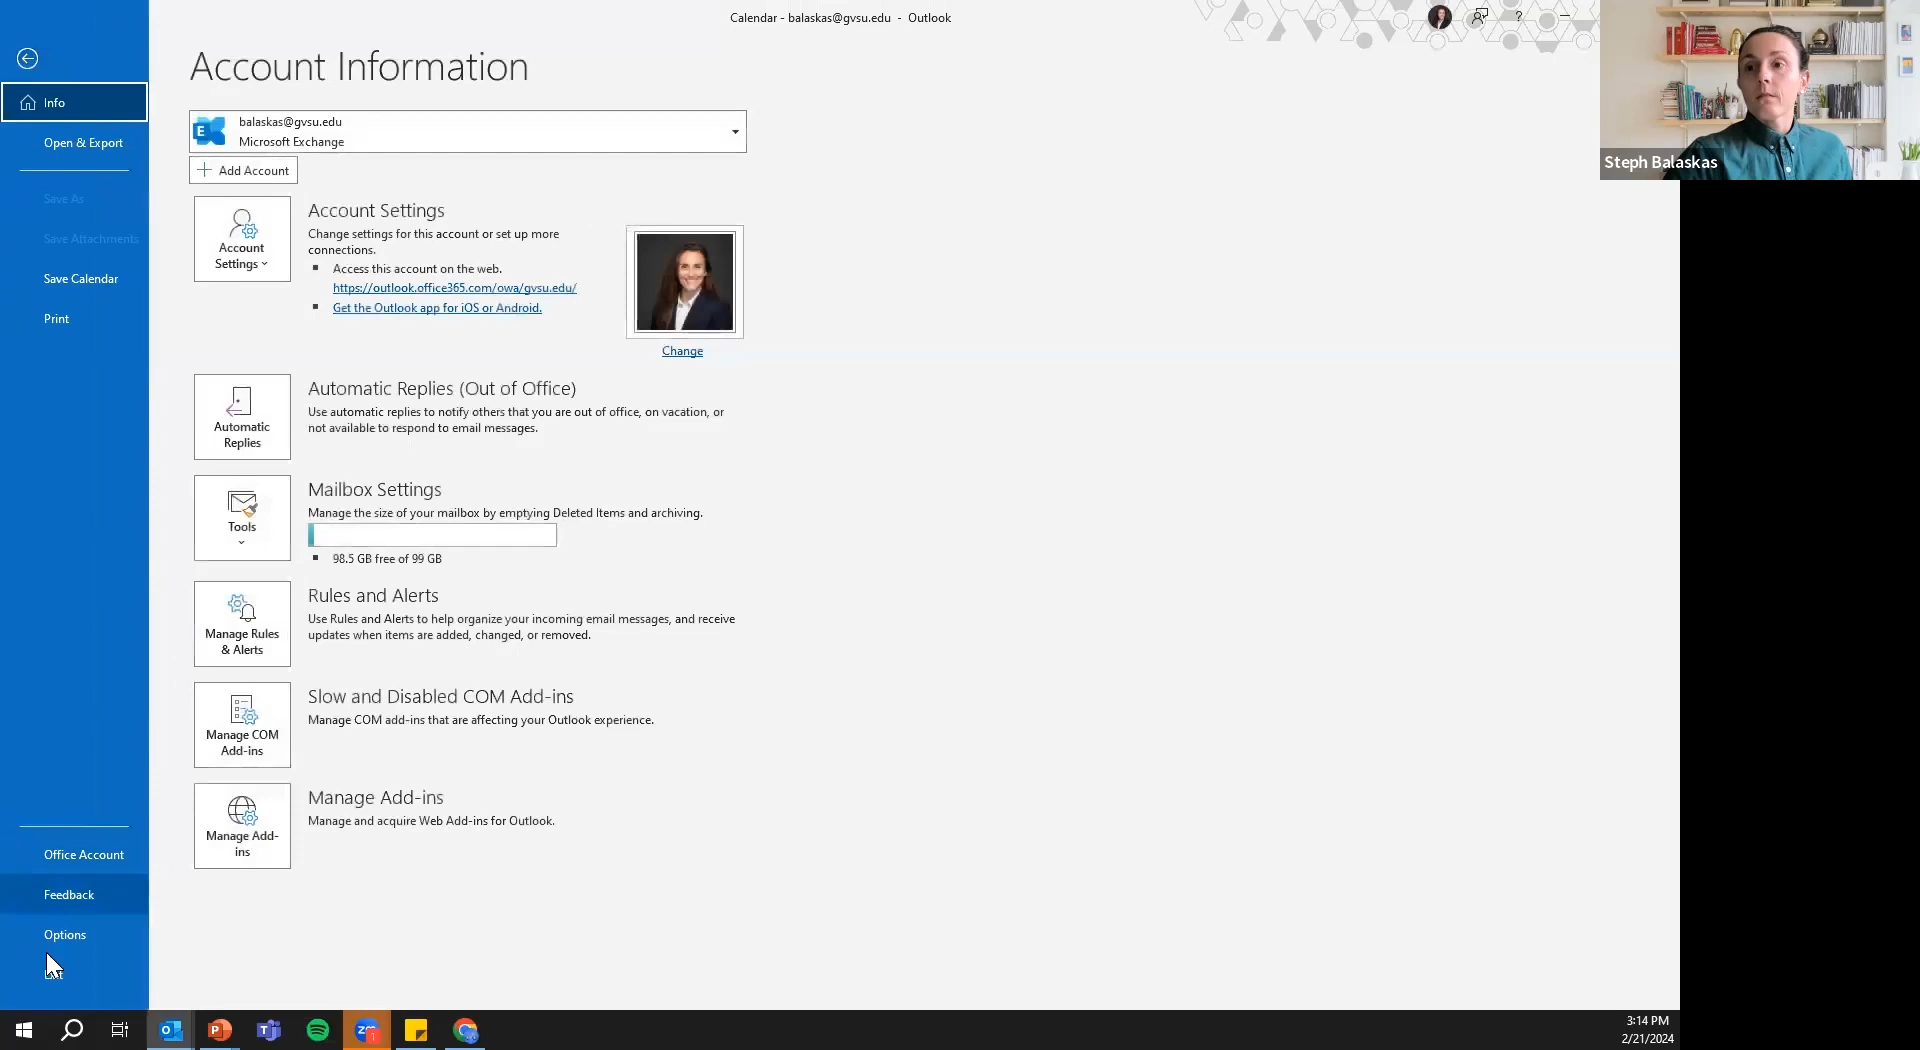 Calendar - balaskas@gvsu.edu - Outlook
?
Steph Balaskas
Info
Open & Export
Save As
Save Attachments
Save Calendar
Print
Office Account
Feedback
Options
Account Information
E
balaskas@gvsu.edu
Microsoft Exchange
Add Account
Account
Settings
Account Settings
Change settings for this account or set up more
connections.
Access this account on the web.
https://outlook.office365.com/owa/gvsu.edu/
Get the Outlook app for iOS or Android.
Change
Automatic
Replies
Automatic Replies (Out of Office)
Use automatic replies to notify others that you are out of office, on vacation, or
not available to respond to email messages.
Tools
Mailbox Settings
Manage the size of your mailbox by emptying Deleted Items and archiving.
98.5 GB free of 99 GB
Manage Rules
& Alerts
Rules and Alerts
Use Rules and Alerts to help organize your incoming email messages, and receive
updates when items are added, changed, or removed.
Manage COM
Add-ins
Slow and Disabled COM Add-ins
Manage COM add-ins that are affecting your Outlook experience.
Manage Add-
ins
Manage Add-ins
Manage and acquire Web Add-ins for Outlook.
3:14 PM
2/21/2024